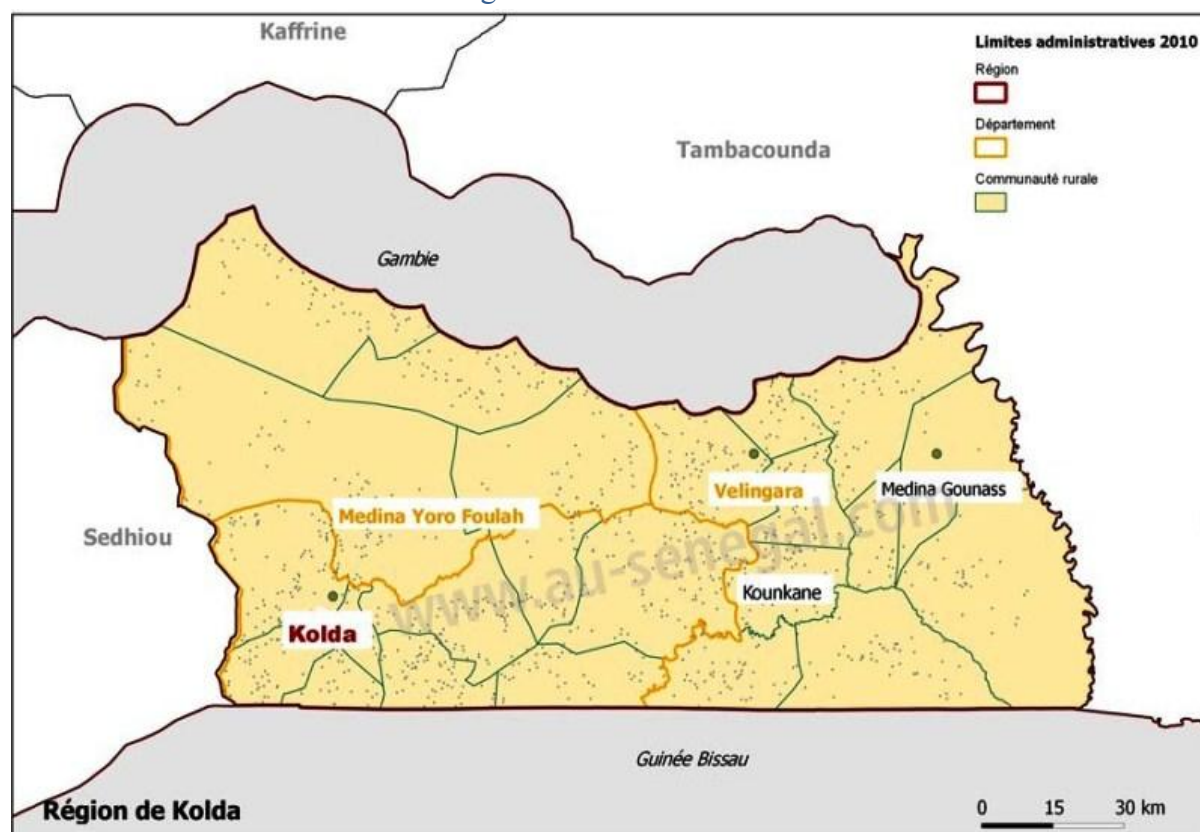 Kaffrine
Limites administratives 2010
Région
Département
Communauté rurale
Tambacounda
Gambie
Velingara
Medina Gounass
Medina Yoro Foulah
Sedhiou
www.au-senegal.com
Kounkane
Kolda
Guinée Bissau
Région de Kolda
0 15 30 km